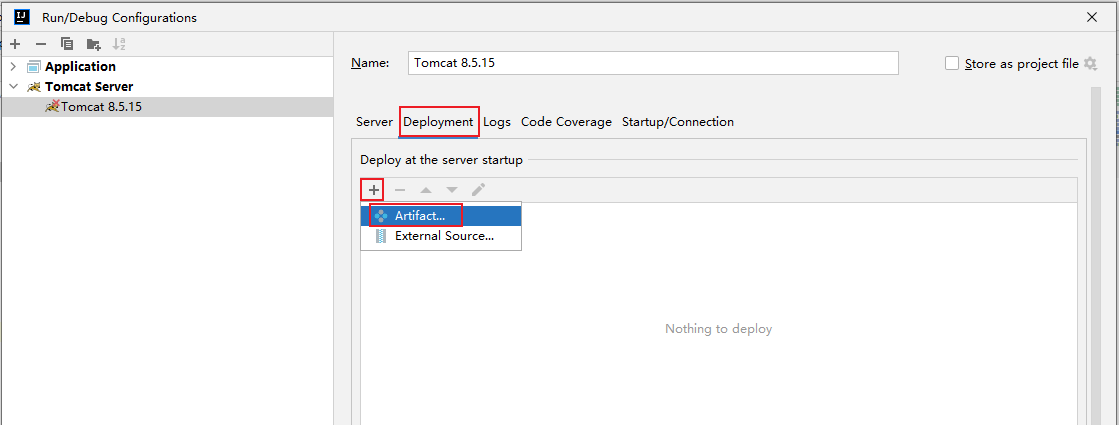 Run/Debug Configurations
Application
Tomcat Server
Tomcat 8.5.15
Name: Tomcat 8.5.15 Store as project file
Server Deployment Logs Code Coverage Startup/Connection
Deploy at the server startup
Artifact...
External Source...
Nothing to deploy